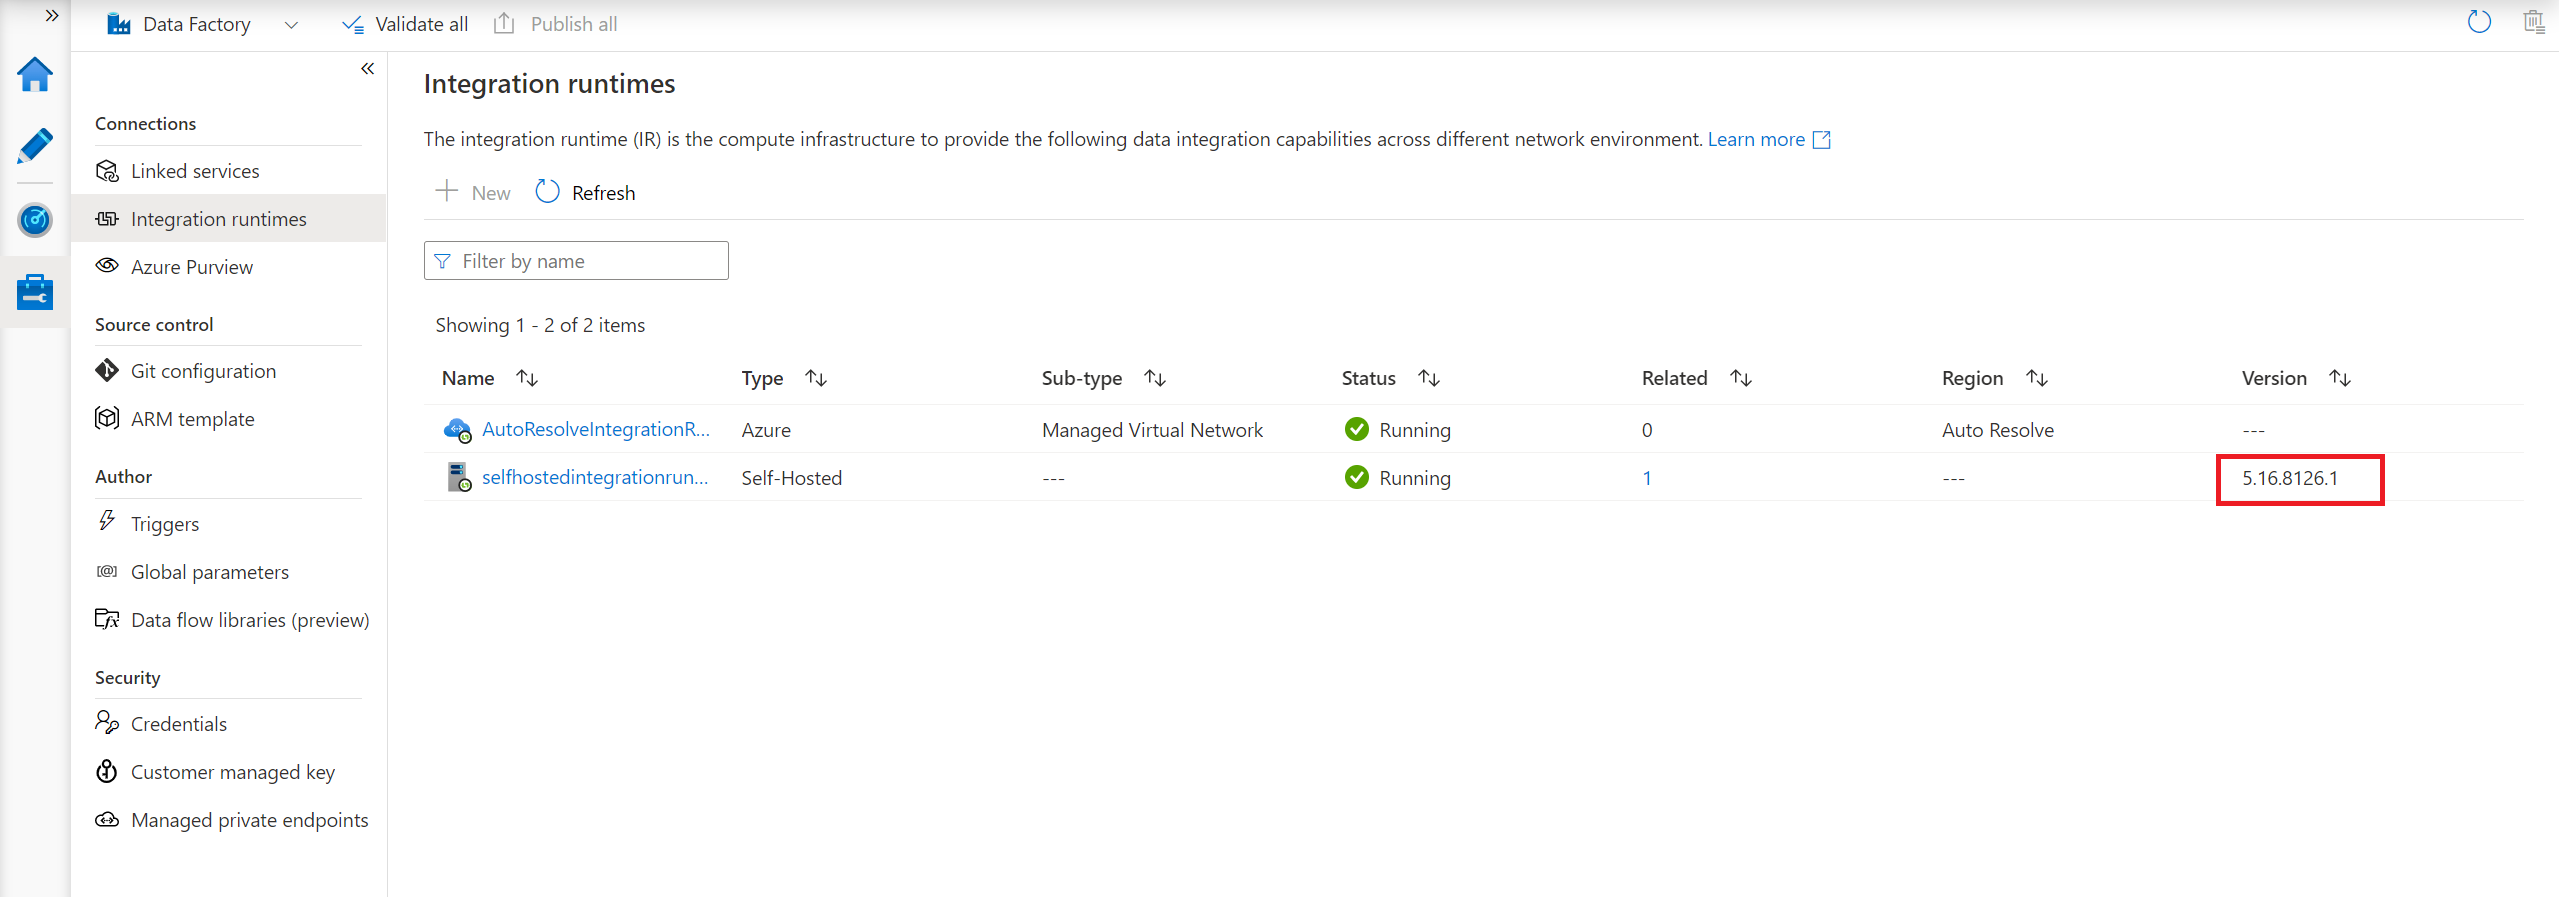 Data Factory
Validate all
Publish all
Connections
Linked services
Integration runtimes
Azure Purview
Source control
Git configuration
ARM template
Author
Triggers
Global parameters
Data flow libraries (preview)
Security
Credentials
Customer managed key
Managed private endpoints
Integration runtimes
The integration runtime (IR) is the compute infrastructure to provide the following data integration capabilities across different network environment. Learn more
New Refresh
Filter by name
Showing 1 - 2 of 2 items
Name Type Sub-type Status Related Region Version
AutoResolveIntegrationR... Azure Managed Virtual Network Running 0 Auto Resolve ---
selfhostedintegrationrun... Self-Hosted --- Running 1 --- 5.16.8126.1